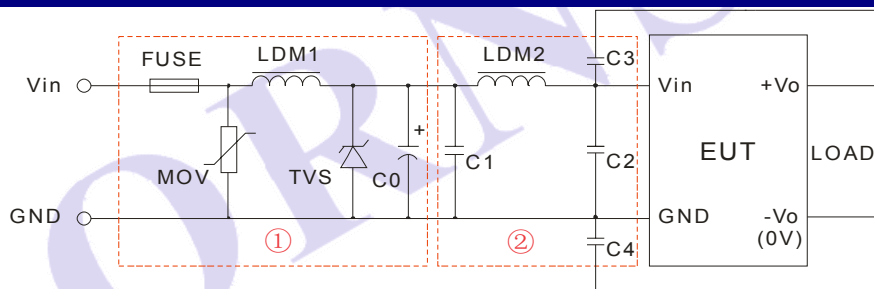 ORNS
FUSE
LDM1
LDM2
C3
Vin
Vin
+Vo
MOV
TVS
+
C0
C1
C2
EUT
LOAD
GND
GND
-Vo
(0V)
①
②
C4